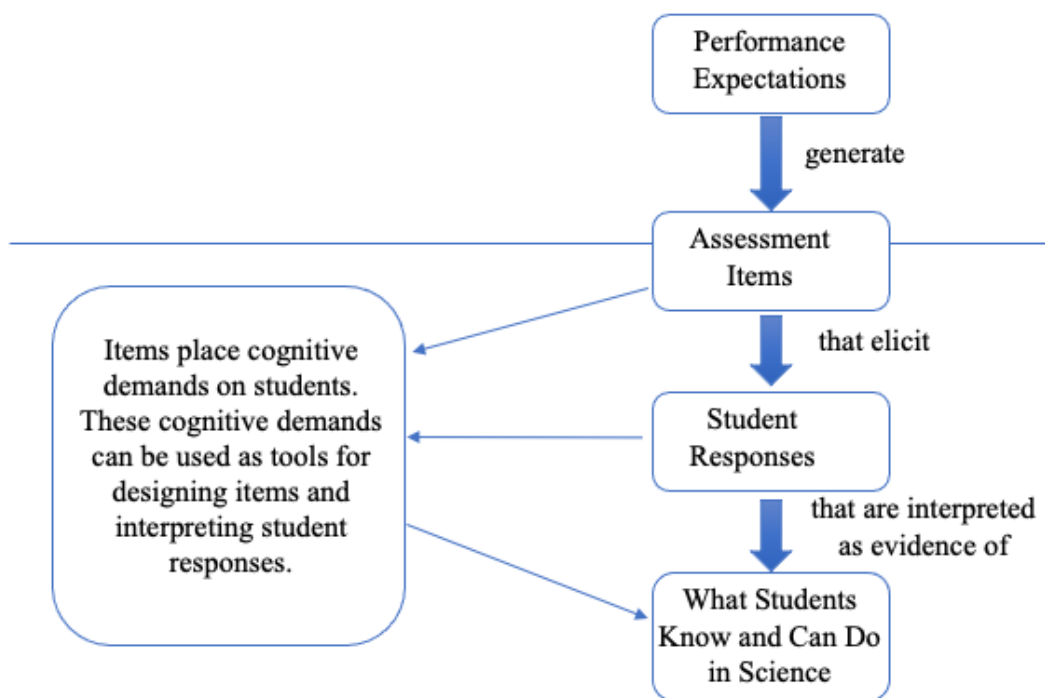 Performance
Expectations
generate
Assessment
Items
that elicit
Items place cognitive
demands on students.
These cognitive demands
can be used as tools for
designing items and
interpreting student
responses.
Student
Responses
that are interpreted
as evidence of
What Students
Know and Can Do
in Science